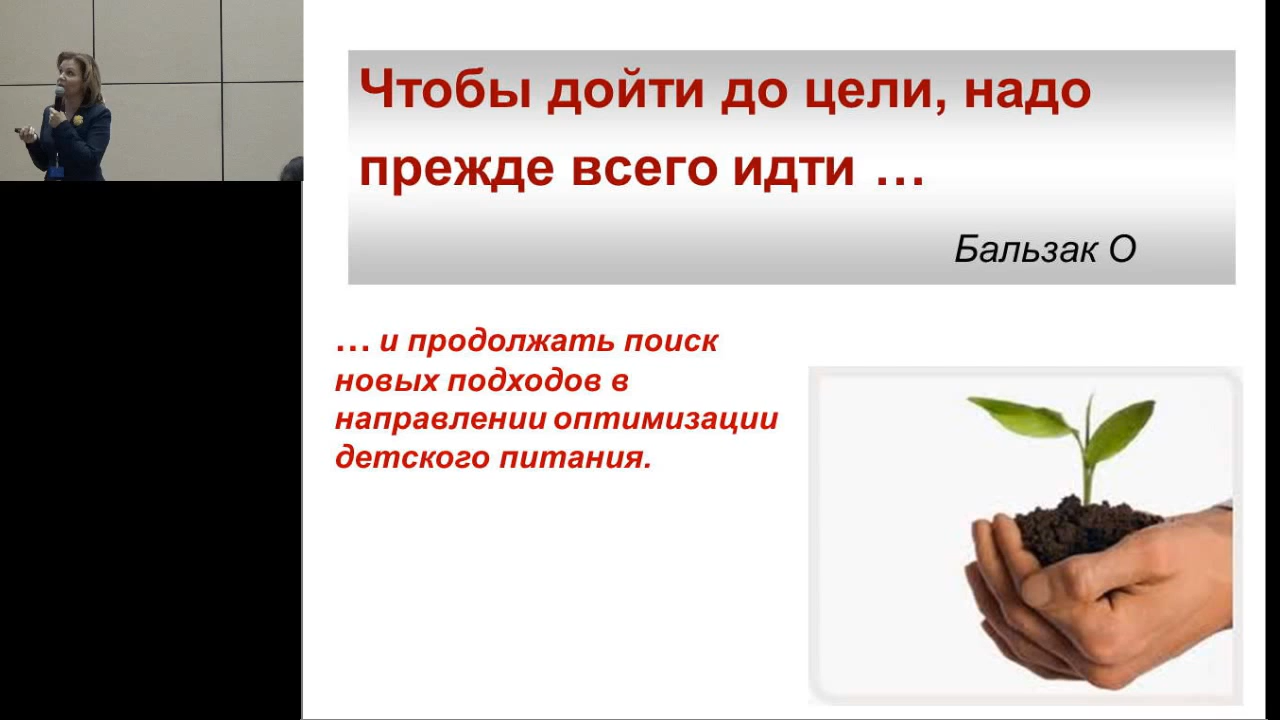 Чтобы дойти до цели, надо
прежде всего идти …
Бальзак О
… и продолжать поиск
новых подходов в
направлении оптимизации
детского питания.